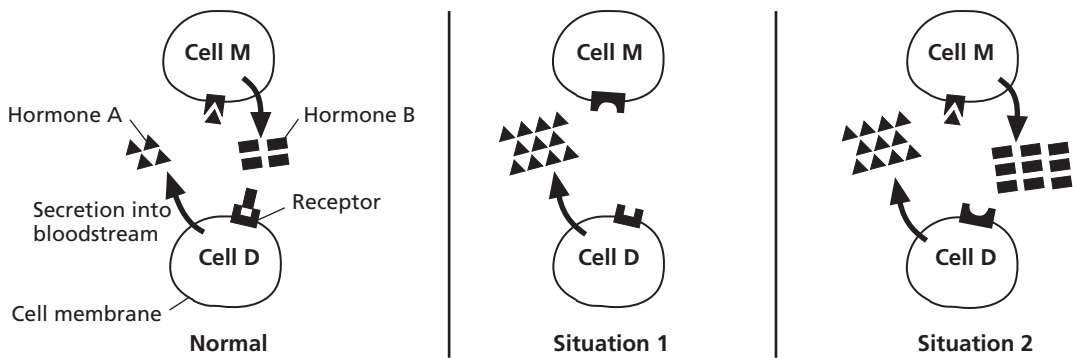 Cell M
Hormone A
Hormone B
Secretion into
bloodstream
Receptor
Cell D
Cell membrane
Normal
Cell M
Cell D
Situation 1
Cell M
Cell D
Situation 2